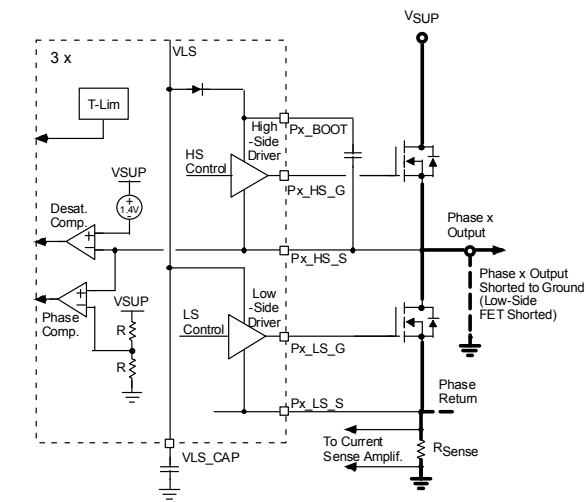 VSUP
3 x
VLS
T-Lim
High
-Side
Driver
Px_BOOT
HS
Control
VSUP
Px_HS_G
Desat.
Comp.
1.4V
+
–
Phase x
Output
Px_HS_S
Phase x Output
Shorted to Ground
(Low-Side
FET Shorted)
Phase
Comp.
VSUP
R
R
LS
Control
Low
-Side
Driver
Px_LS_G
Phase
Return
Px_LS_S
To Current
Sense Amplif.
RSense
VLS_CAP